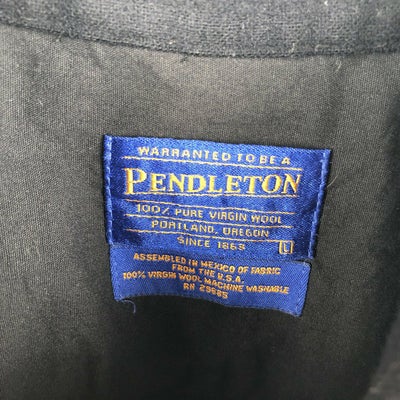 WARRANTED TO BE A
PENDLETON
100% PURE VIRGIN WOOL
PORTLAND, OREGON
SINCE 1863 L
ASSEMBLED IN MEXICO OF FABRIC
FROM THE U.S.A.
100% VIRGIN WOOL MACHINE WASHABLE
RN 29685